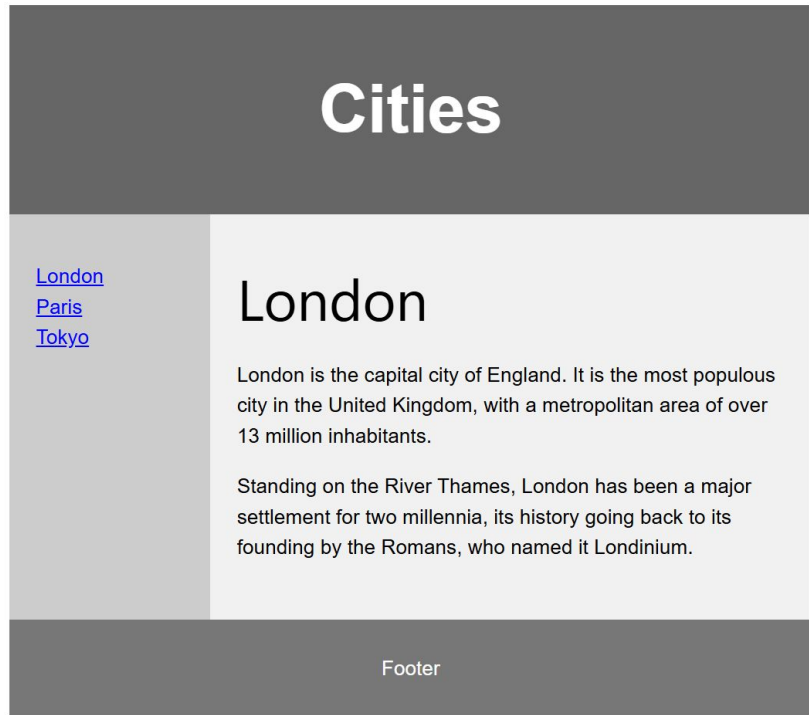 Cities
London
Paris
Tokyo
London
London is the capital city of England. It is the most populous
city in the United Kingdom, with a metropolitan area of over
13 million inhabitants.
Standing on the River Thames, London has been a major
settlement for two millennia, its history going back to its
founding by the Romans, who named it Londinium.
Footer